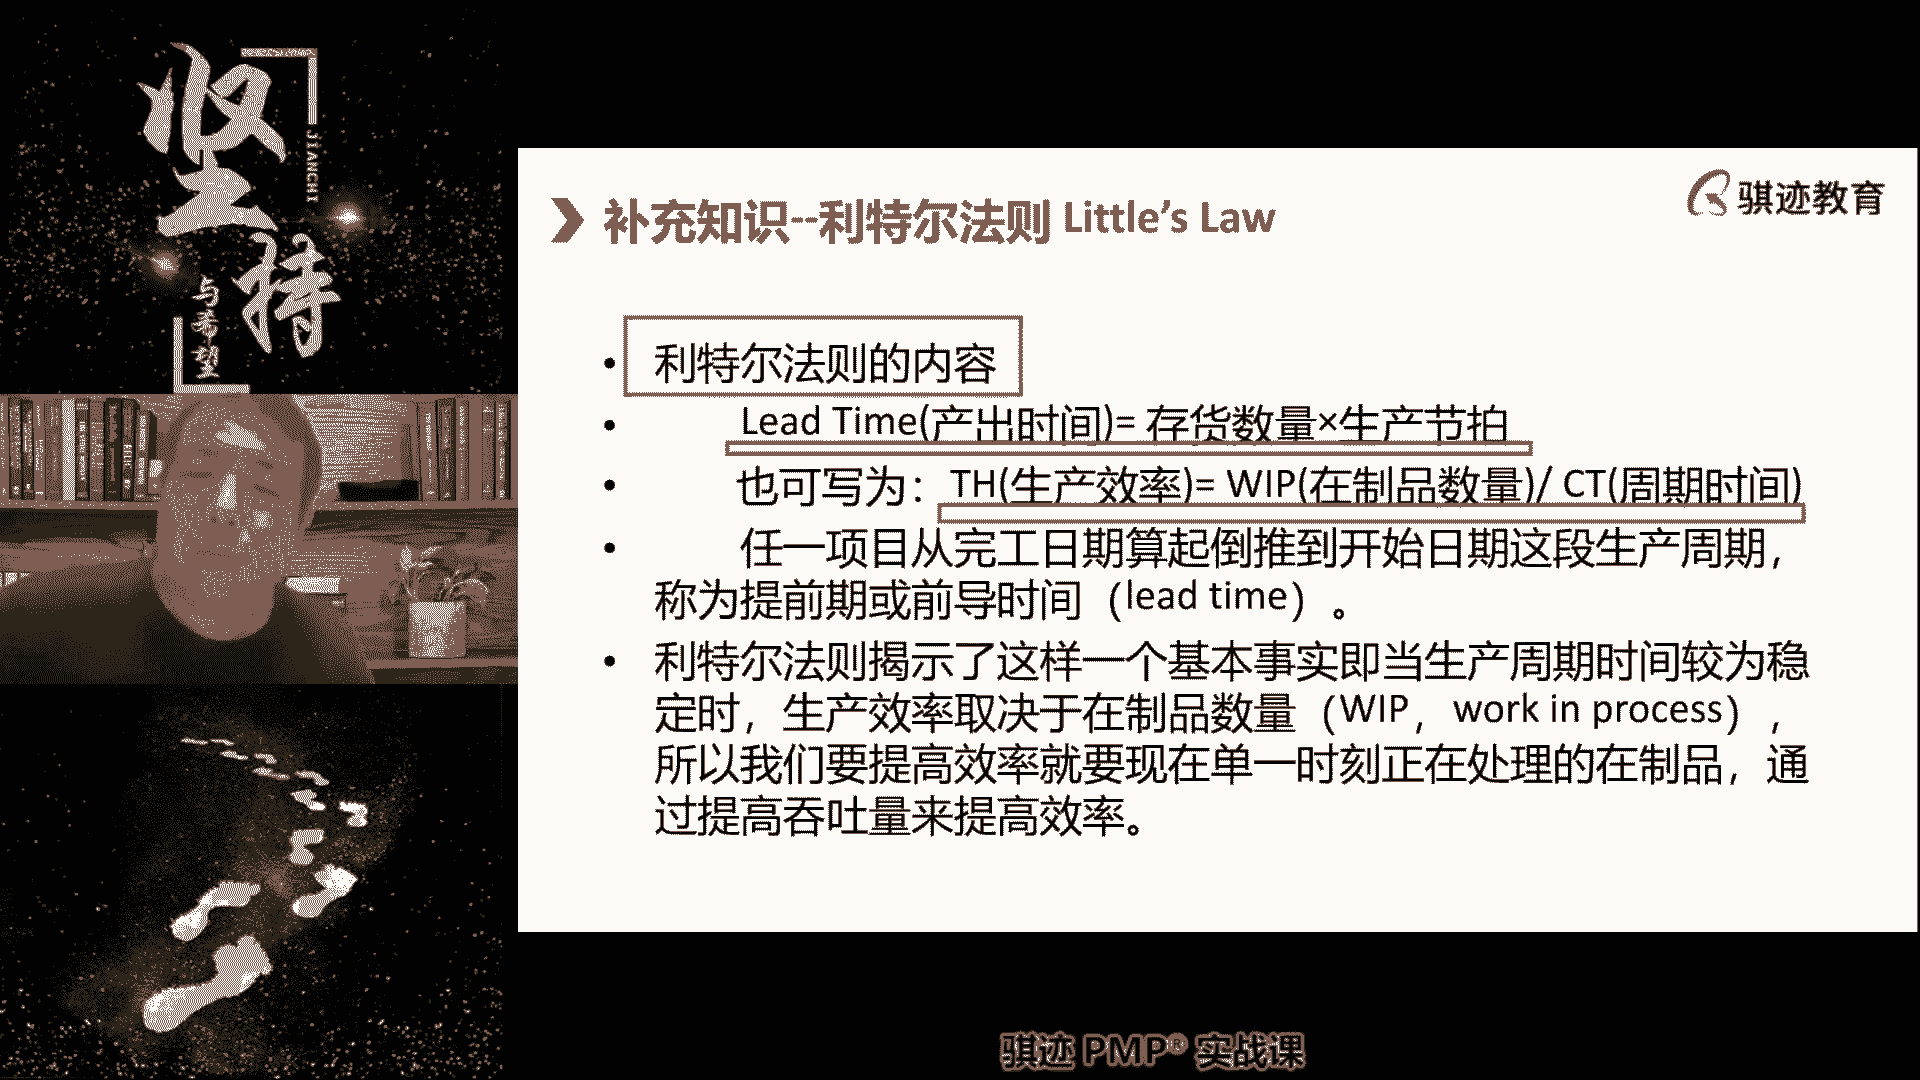 坚持
JIANCHI
与希望
骐迹教育
补充知识--利特尔法则 Little’s Law
• 利特尔法则的内容
• Lead Time(产出时间)= 存货数量×生产节拍
• 也可写为：TH(生产效率)= WIP(在制品数量)/ CT(周期时间)
• 任一项目从完工日期算起倒推到开始日期这段生产周期，
称为提前期或前导时间（lead time）。
• 利特尔法则揭示了这样一个基本事实即当生产周期时间较为稳
定时，生产效率取决于在制品数量（WIP，work in process），
所以我们要提高效率就要现在单一时刻正在处理的在制品，通
过提高吞吐量来提高效率。
骐迹 PMP® 实战课